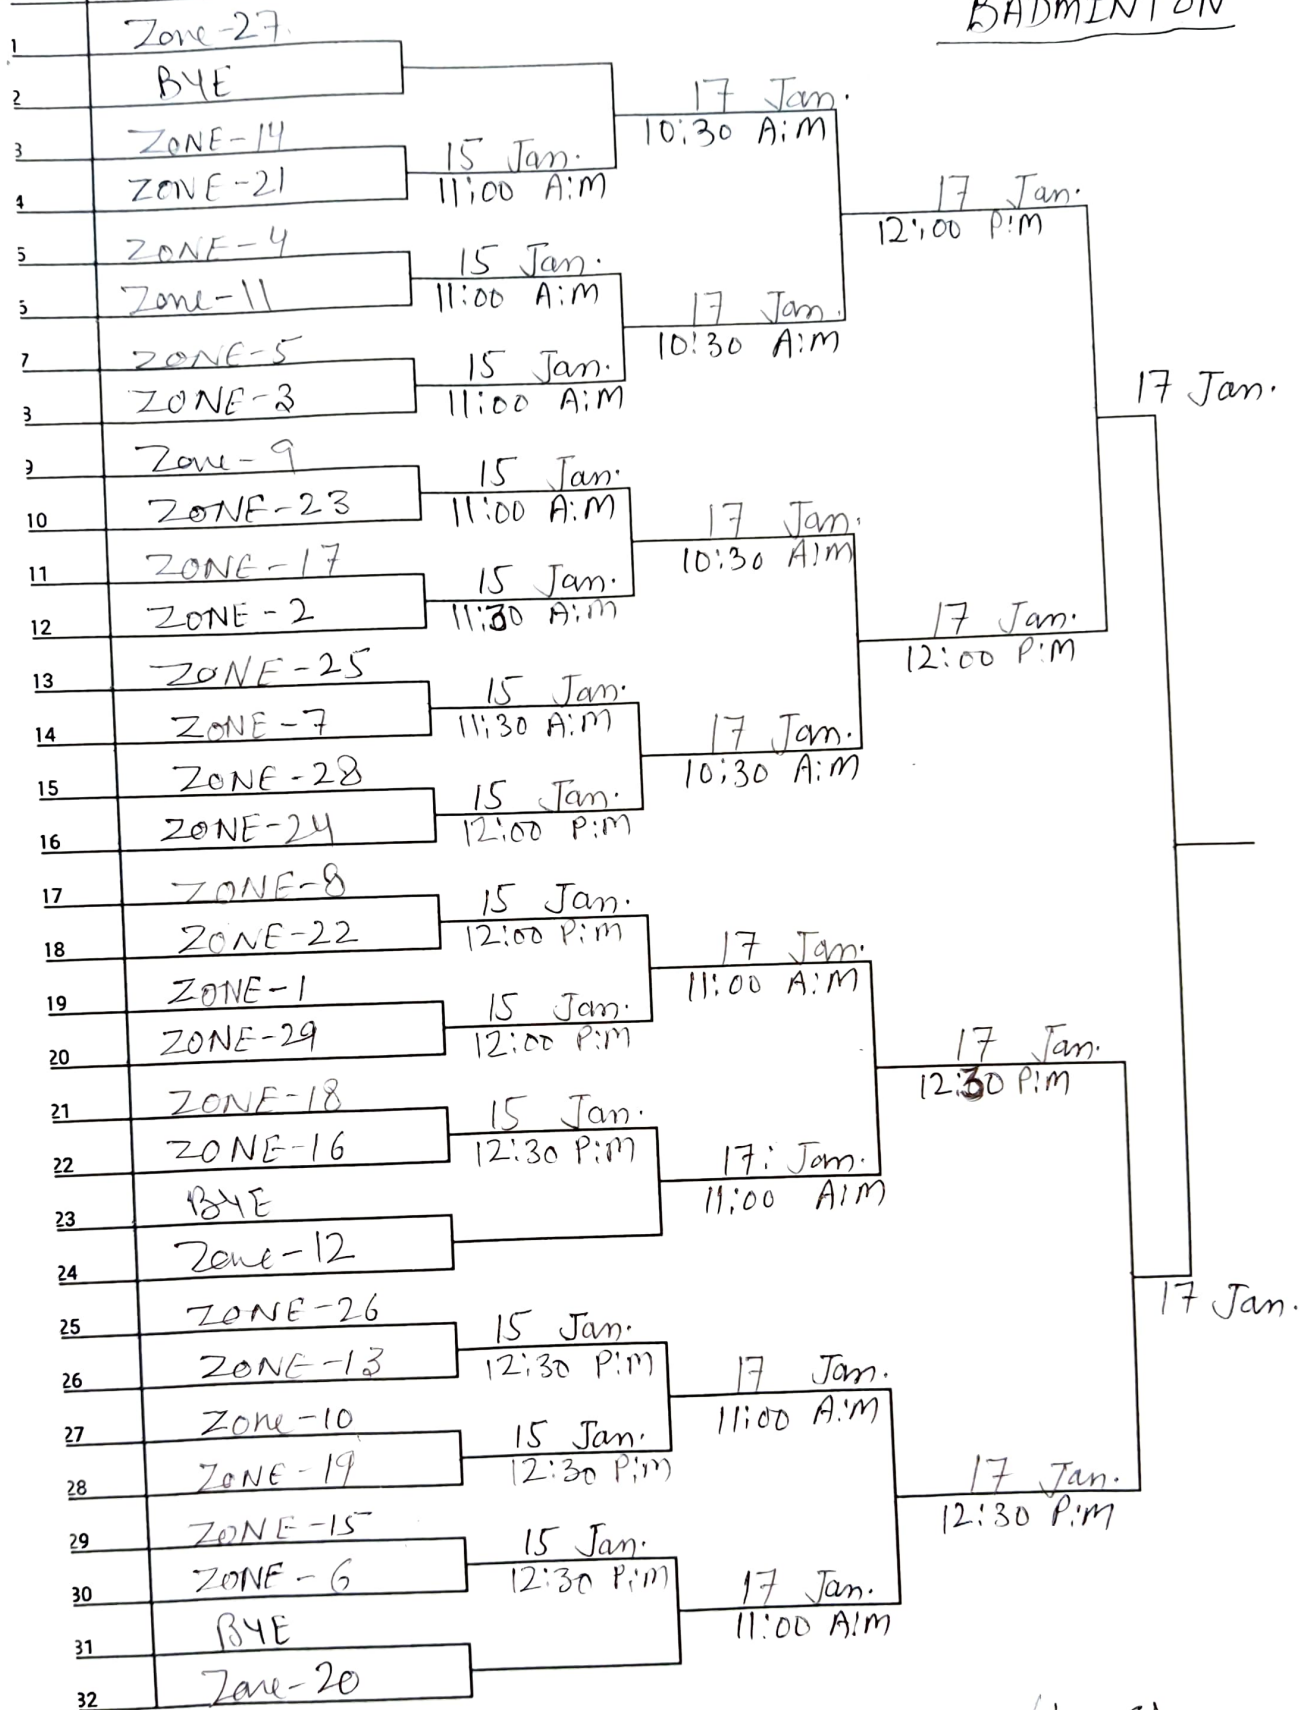 BADMINTON
1 Zone-27.
2 BYE
3 ZONE-14
4 ZONE-21
5 ZONE-4
5 Zone-11
7 ZONE-5
3 ZONE-3
9 Zone-9
10 ZONE-23
11 ZONE-17
12 ZONE-2
13 ZONE-25
14 ZONE-7
15 ZONE-28
16 ZONE-24
17 ZONE-8
18 ZONE-22
19 ZONE-1
20 ZONE-29
21 ZONE-18
22 ZONE-16
23 BYE
24 Zone-12
25 ZONE-26
26 ZONE-13
27 Zone-10
28 ZONE-19
29 ZONE-15
30 ZONE-6
31 BYE
32 Zone-20
15 Jan.
11:00 A:M
15 Jan.
11:00 A:M
15 Jan.
11:00 A:M
15 Jan.
11:00 A:M
15 Jan.
11:30 A:M
15 Jan.
11:30 A:M
15 Jan.
12:00 P:M
15 Jan.
12:00 P:M
15 Jan.
12:00 P:M
15 Jan.
12:30 P:M
15 Jan.
12:30 P:M
15 Jan.
12:30 P:M
15 Jan.
12:30 P:M
17 Jan.
10:30 A:M
17 Jan.
10:30 A:M
17 Jan.
10:30 A:M
17 Jan.
10:30 A:M
17 Jan.
11:00 A:M
17: Jan.
11:00 A:M
17 Jan.
11:00 A:M
17 Jan.
11:00 A:M
17 Jan.
12:00 P:M
17 Jan.
12:00 P:M
17 Jan.
12:30 P:M
17 Jan.
12:30 P:M
17 Jan.
17 Jan.